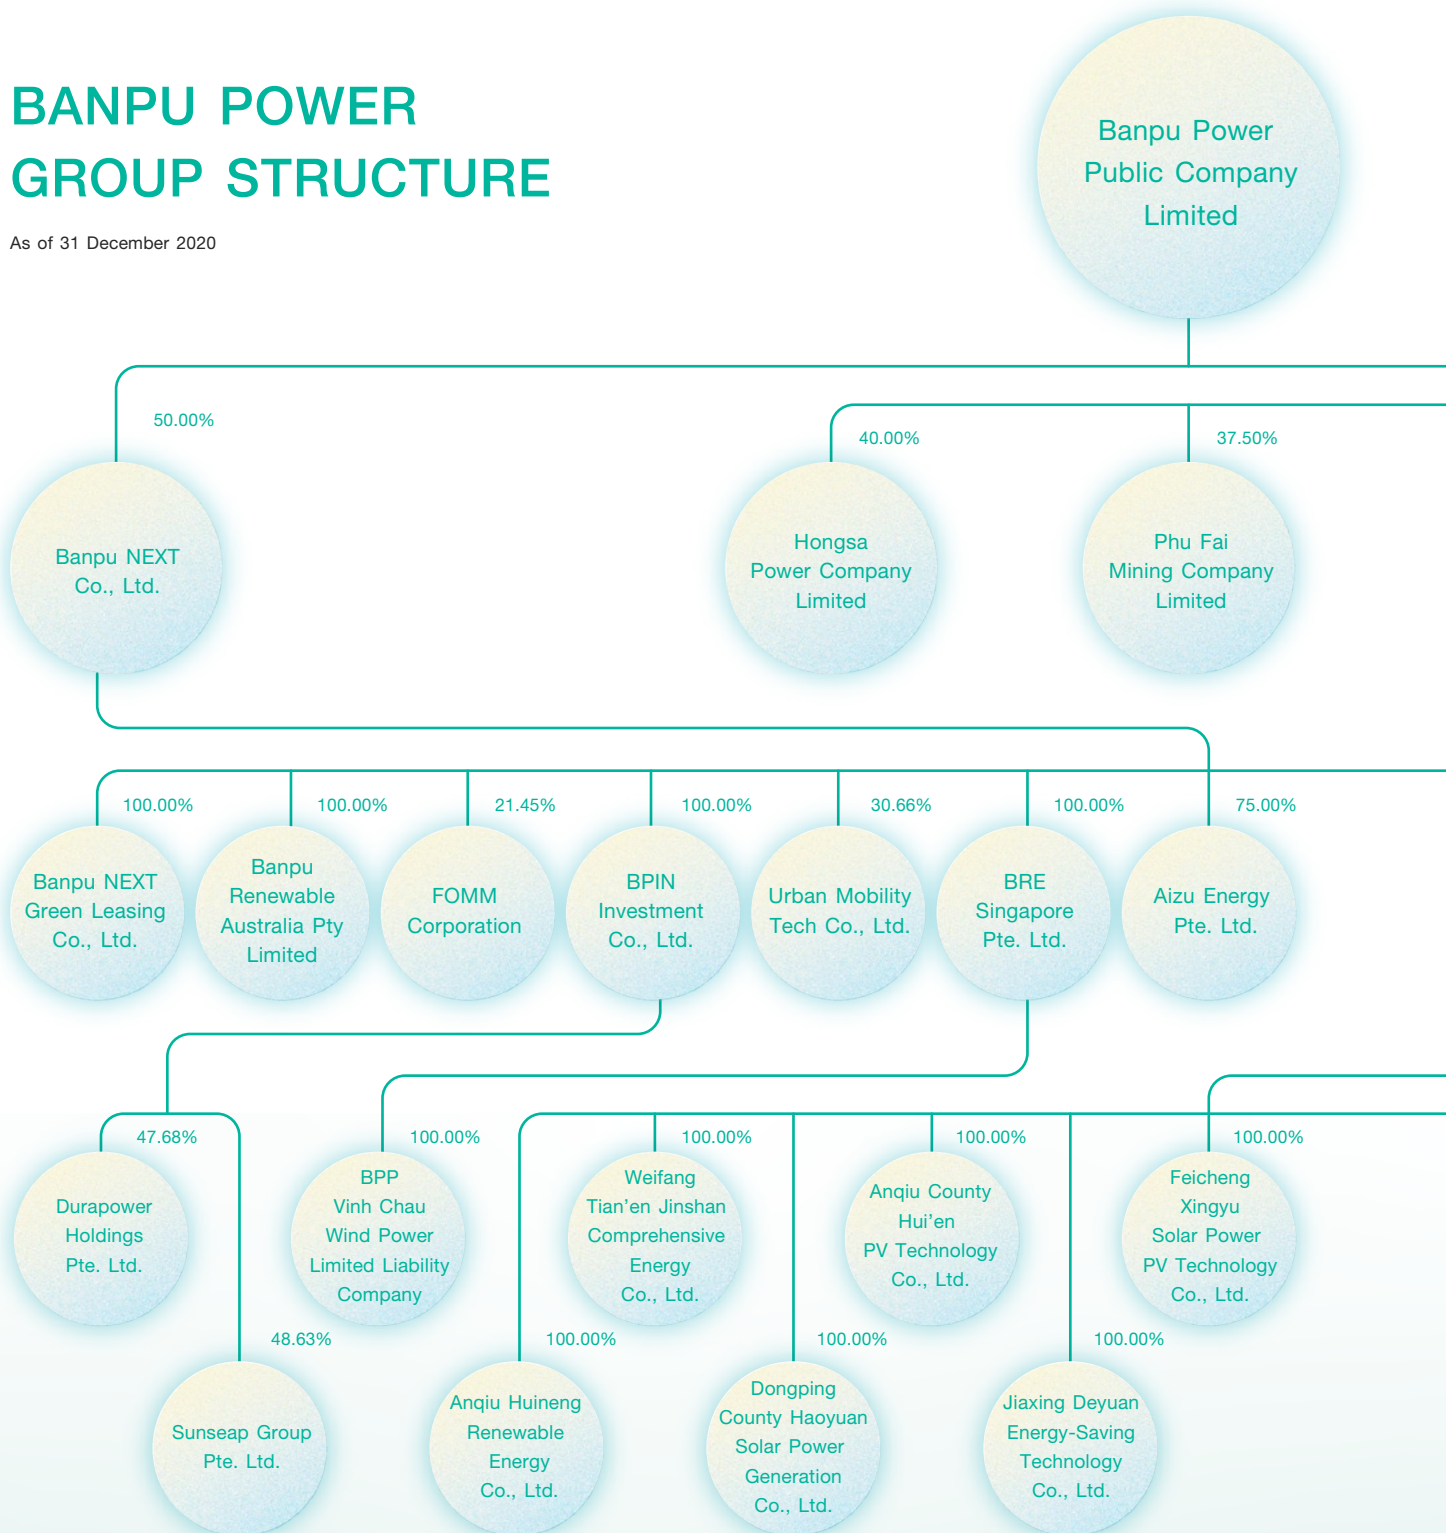 BANPU POWER
GROUP STRUCTURE
As of 31 December 2020
Banpu Power
Public Company
Limited
50.00%
40.00%
37.50%
Banpu NEXT
Co., Ltd.
Hongsa
Power Company
Limited
Phu Fai
Mining Company
Limited
100.00%
100.00%
21.45%
100.00%
30.66%
100.00%
75.00%
Banpu NEXT
Green Leasing
Co., Ltd.
Banpu
Renewable
Australia Pty
Limited
FOMM
Corporation
BPIN
Investment
Co., Ltd.
Urban Mobility
Tech Co., Ltd.
BRE
Singapore
Pte. Ltd.
Aizu Energy
Pte. Ltd.
47.68%
100.00%
100.00%
100.00%
100.00%
Durapower
Holdings
Pte. Ltd.
BPP
Vinh Chau
Wind Power
Limited Liability
Company
Weifang
Tian’en Jinshan
Comprehensive
Energy
Co., Ltd.
Anqiu County
Hui’en
PV Technology
Co., Ltd.
Feicheng
Xingyu
Solar Power
PV Technology
Co., Ltd.
48.63%
100.00%
100.00%
100.00%
Sunseap Group
Pte. Ltd.
Anqiu Huineng
Renewable
Energy
Co., Ltd.
Dongping
County Haoyuan
Solar Power
Generation
Co., Ltd.
Jiaxing Deyuan
Energy-Saving
Technology
Co., Ltd.